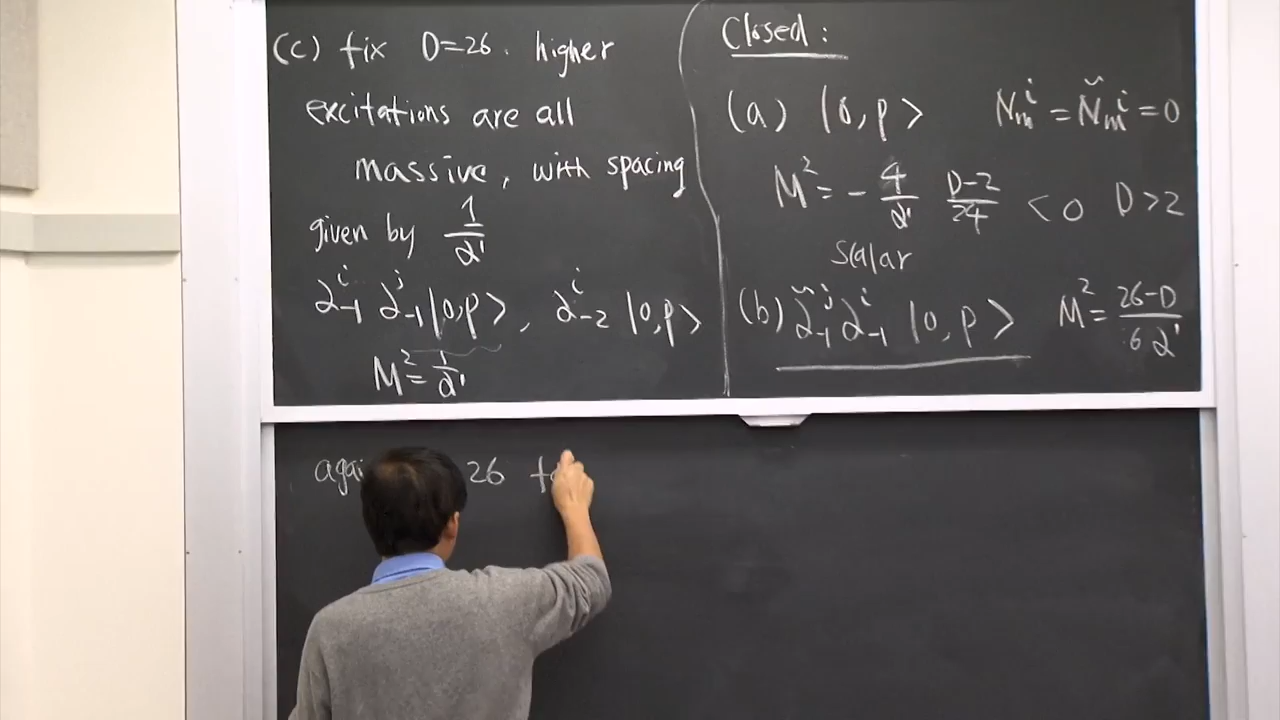 (c) fix D=26. higher
excitations are all
massive, with spacing
given by 1/α'
α^i_{-1} α^j_{-1} |0,p>, α^i_{-2} |0,p>
M² = 1/α'
Closed:
(a) |0,p> N^i_m = Ñ^i_m = 0
M² = - 4/α' D-2/24 < 0 D>2
scalar
(b) α̃^j_{-1} α^i_{-1} |0,p> M² = 26-D/6α'
26